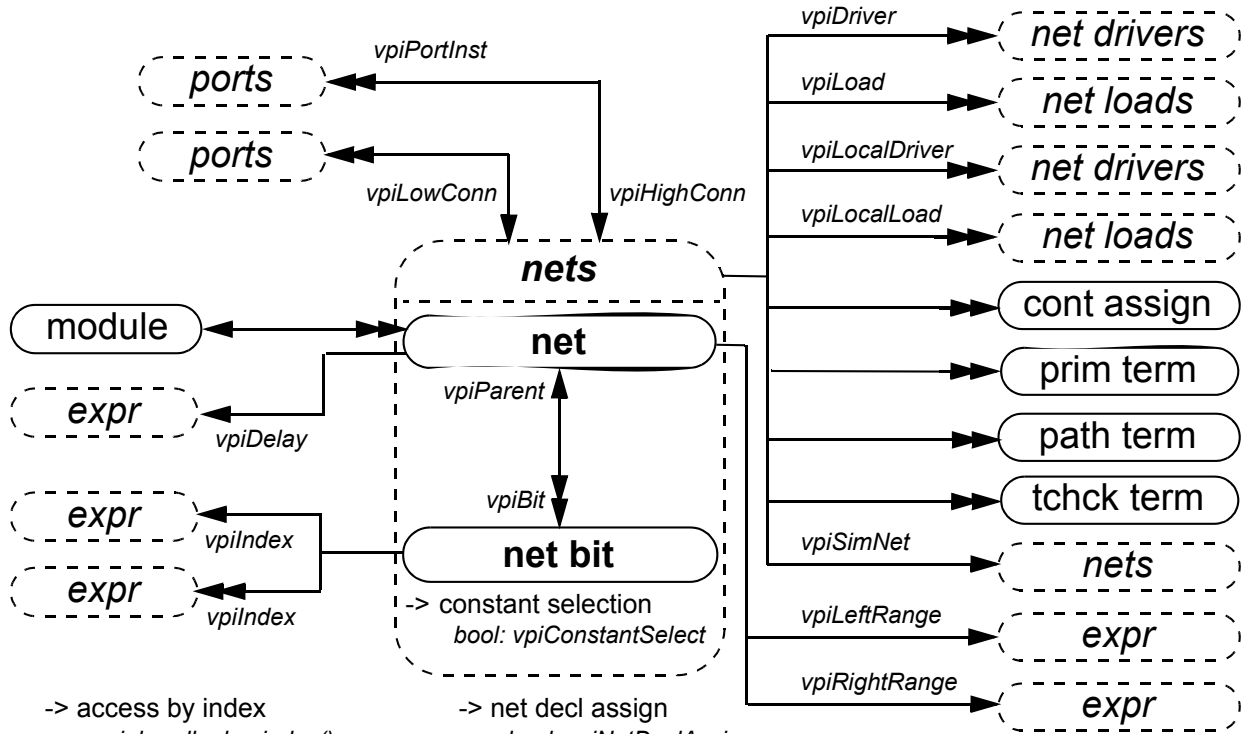 vpiDriver
net drivers
vpiPortInst
ports
vpiLoad
net loads
ports
vpiLocalDriver
net drivers
vpiLowConn
vpiHighConn
vpiLocalLoad
net loads
nets
cont assign
module
net
prim term
vpiParent
expr
vpiDelay
path term
vpiBit
tchck term
expr
vpiIndex
net bit
vpiSimNet
nets
expr
vpiIndex
-> constant selection
bool: vpiConstantSelect
vpiLeftRange
expr
vpiRightRange
expr
-> access by index
-> net decl assign